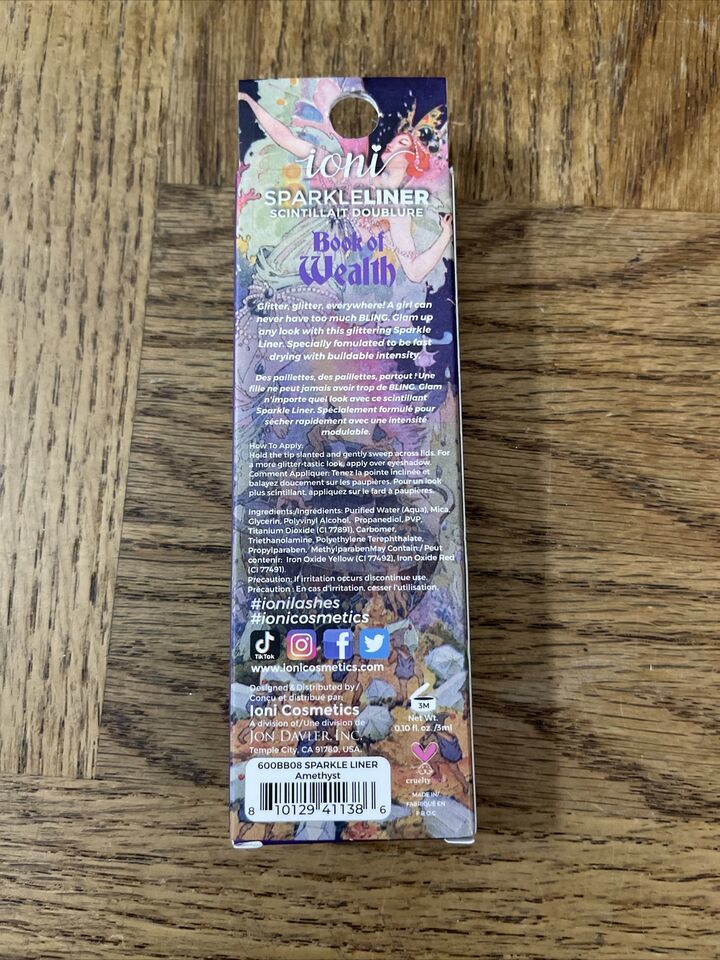 ioni
SPARKLELINER
SCINTILLAIT DOUBLURE
Book of
Wealth
Glitter, glitter, everywhere! A girl can
never have too much BLING. Glam up
any look with this glittering Sparkle
Liner. Specially fomulated to be fast
drying with buildable intensity.
Des paillettes, des paillettes, partout ! Une
fille ne peut jamais avoir trop de BLING. Glam
n'importe quel look avec ce scintillant
Sparkle Liner. Spécialement formulé pour
sécher rapidement avec une intensité
modulable.
How To Apply:
Hold the tip slanted and gently sweep across lids. For
a more glitter-tastic look, apply over eyeshadow.
Comment Appliquer: Tenez la pointe inclinée et
balayez doucement sur les paupières. Pour un look
plus scintillant, appliquez sur le fard à paupières.
Ingredients:/Ingrédients: Purified Water (Aqua), Mica,
Glycerin, Polyvinyl Alcohol, Propanediol, PVP,
Titanium Dioxide (CI 77891), Carbomer,
Triethanolamine, Polyethylene Terephthalate,
Propylparaben, MethylparabenMay Contain:/ Peut
contenir: Iron Oxide Yellow (CI 77492), Iron Oxide Red
(CI 77491).
Precaution: If irritation occurs discontinue use.
Précaution : En cas d'irritation, cesser l'utilisation.
#ionilashes
#ionicosmetics
TikTok
www.ionicosmetics.com
Designed & Distributed by/
Conçu et distribué par:
Ioni Cosmetics
A division of/Une division de
JON DAVLER, INC.
Temple City, CA 91780, USA.
3M
Net Wt.
0.10 fl. oz. /3ml
cruelty
MADE IN/
FABRIQUÉ EN
P R O C
600BB08 SPARKLE LINER
Amethyst
8 10129 41138 6